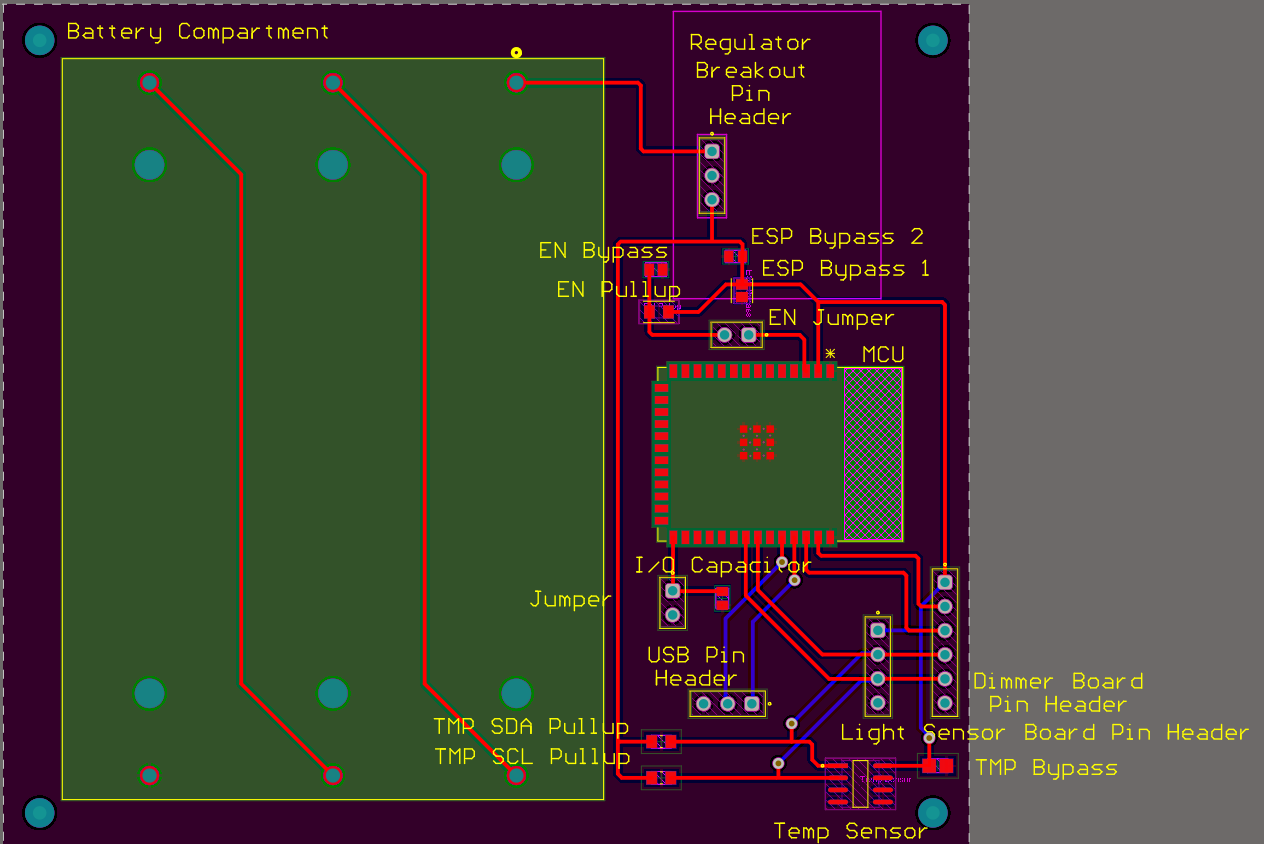 Battery Compartment
Regulator
Breakout
Pin
Header
ESP Bypass 2
EN Bypass
ESP Bypass 1
EN Pullup
EN Jumper
* MCU
I/O Capacitor
Jumper
USB Pin
Header
Dimmer Board
Pin Header
TMP SDA Pullup
Light Sensor Board Pin Header
TMP SCL Pullup
TMP Bypass
Temp Sensor
Temp Sensor